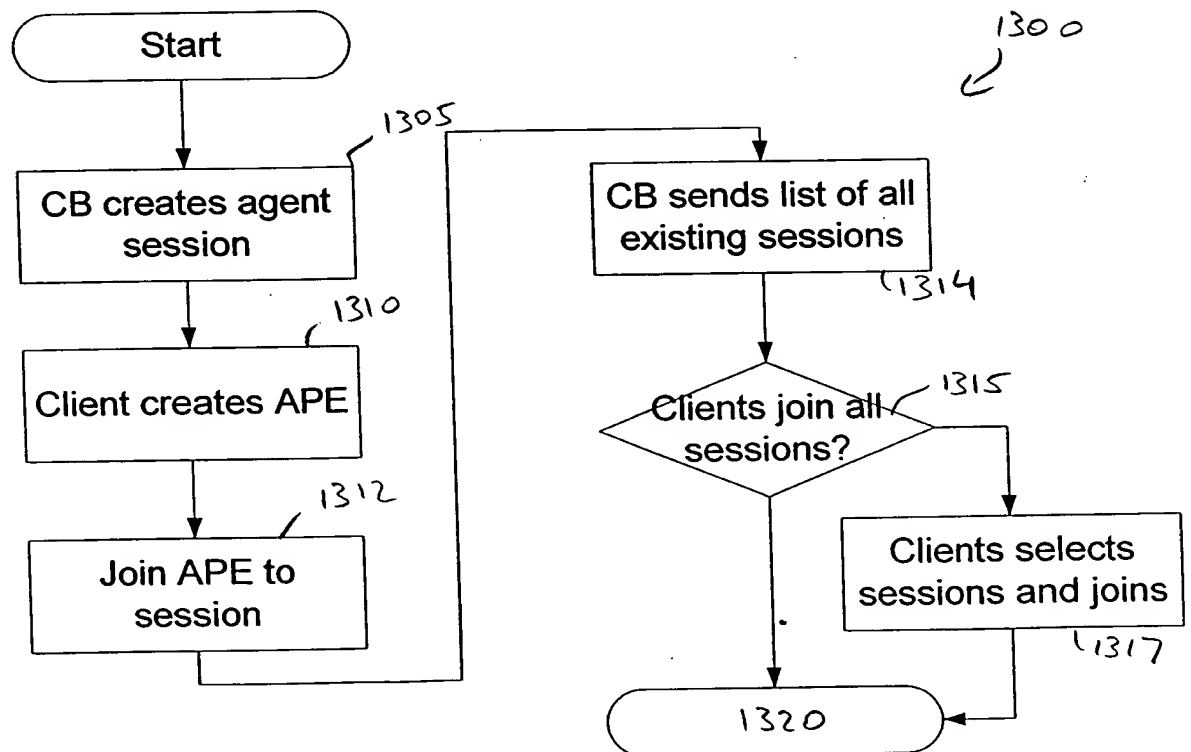 Start
1300
1305
CB creates agent
session
1310
Client creates APE
1312
Join APE to
session
CB sends list of all
existing sessions
1314
1315
Clients join all
sessions?
Clients selects
sessions and joins
1317
1320